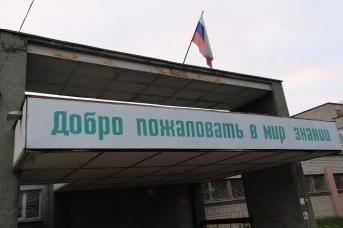 Добро пожаловать в мир знаний